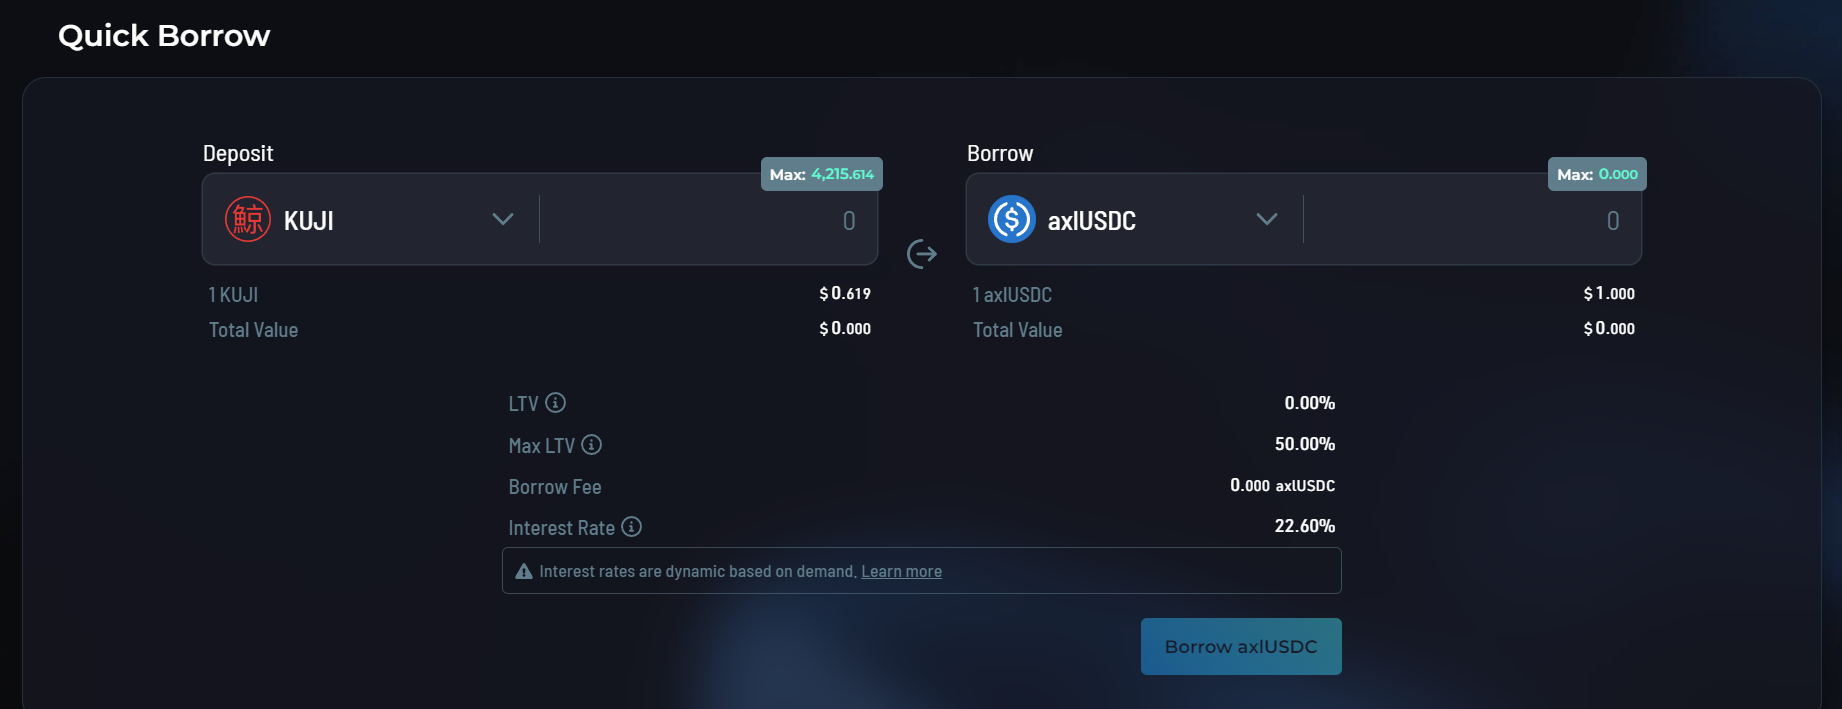 Quick Borrow
Deposit
Max: 4,215.614
鯨 KUJI 0
1 KUJI $0.619
Total Value $0.000
Borrow
Max: 0.000
$ axlUSDC 0
1 axlUSDC $1.000
Total Value $0.000
LTV 0.00%
Max LTV 50.00%
Borrow Fee 0.000 axlUSDC
Interest Rate 22.60%
Interest rates are dynamic based on demand. Learn more
Borrow axlUSDC